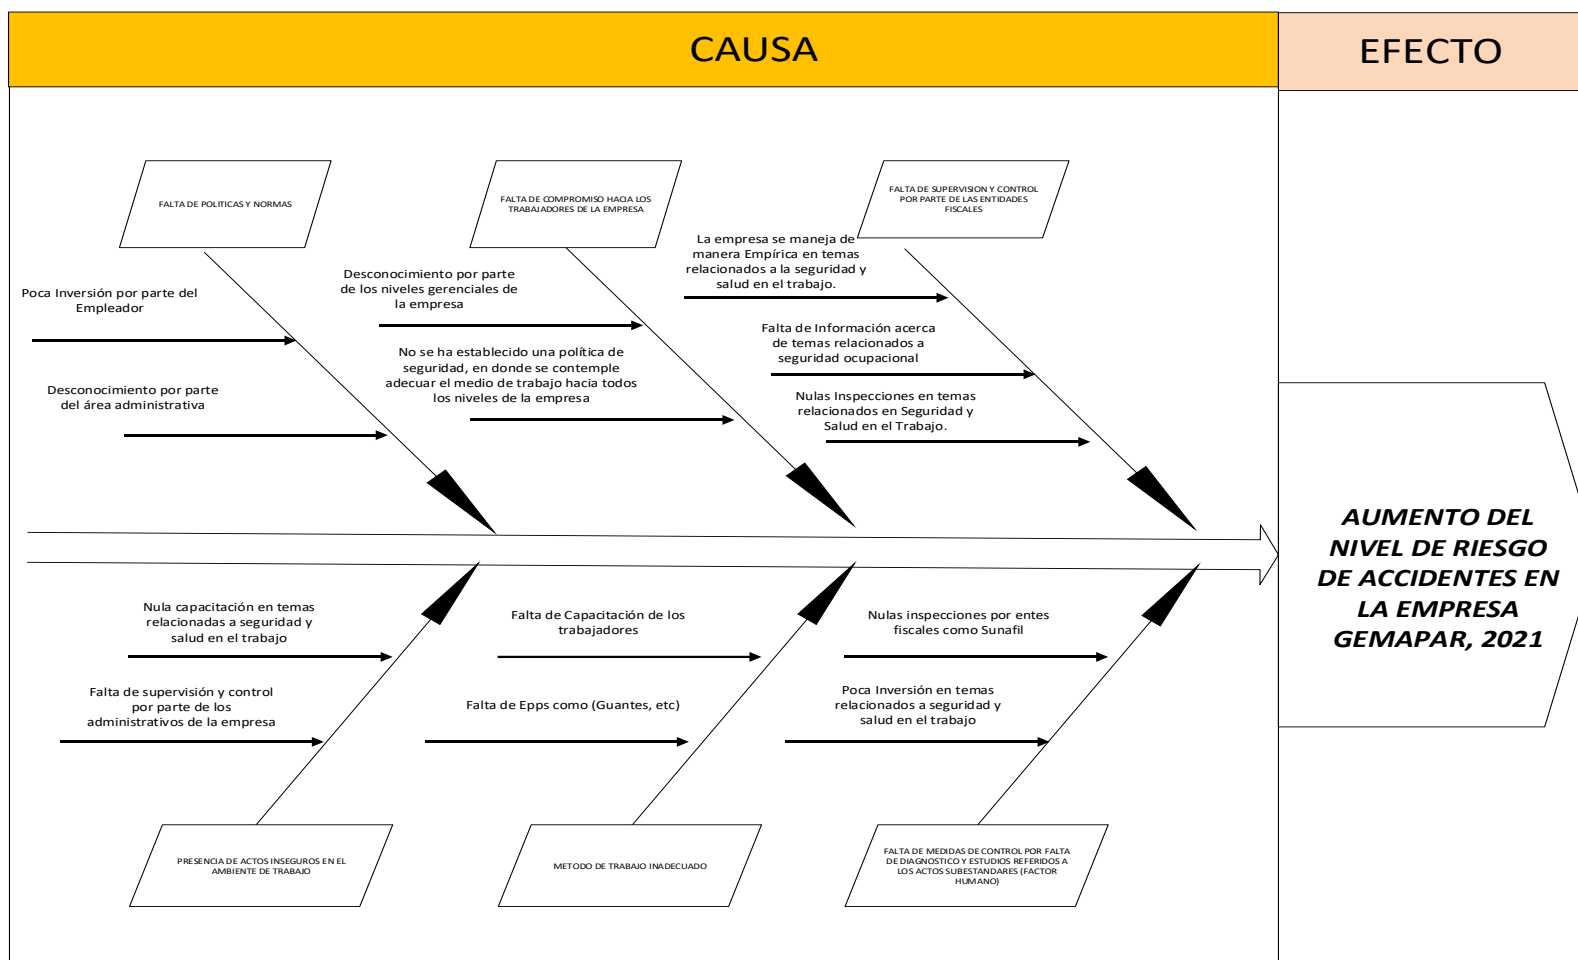 CAUSA
EFECTO
FALTA DE POLITICAS Y NORMAS
FALTA DE COMPROMISO HACIA LOS
TRABAJADORES DE LA EMPRESA
FALTA DE SUPERVISION Y CONTROL
POR PARTE DE LAS ENTIDADES
FISCALES
Poca Inversión por parte del
Empleador
Desconocimiento por parte
del área administrativa
Desconocimiento por parte
de los niveles gerenciales de
la empresa
No se ha establecido una política de
seguridad, en donde se contemple
adecuar el medio de trabajo hacia todos
los niveles de la empresa
La empresa se maneja de
manera Empírica en temas
relacionados a la seguridad y
salud en el trabajo.
Falta de Información acerca
de temas relacionados a
seguridad ocupacional
Nulas Inspecciones en temas
relacionados en Seguridad y
Salud en el Trabajo.
AUMENTO DEL
NIVEL DE RIESGO
DE ACCIDENTES EN
LA EMPRESA
GEMAPAR, 2021
Nula capacitación en temas
relacionadas a seguridad y
salud en el trabajo
Falta de supervisión y control
por parte de los
administrativos de la empresa
Falta de Capacitación de los
trabajadores
Falta de Epps como (Guantes, etc)
Nulas inspecciones por entes
fiscales como Sunafil
Poca Inversión en temas
relacionados a seguridad y
salud en el trabajo
PRESENCIA DE ACTOS INSEGUROS EN EL
AMBIENTE DE TRABAJO
METODO DE TRABAJO INADECUADO
FALTA DE MEDIDAS DE CONTROL POR FALTA
DE DIAGNOSTICO Y ESTUDIOS REFERIDOS A
LOS ACTOS SUBESTANDARES (FACTOR
HUMANO)